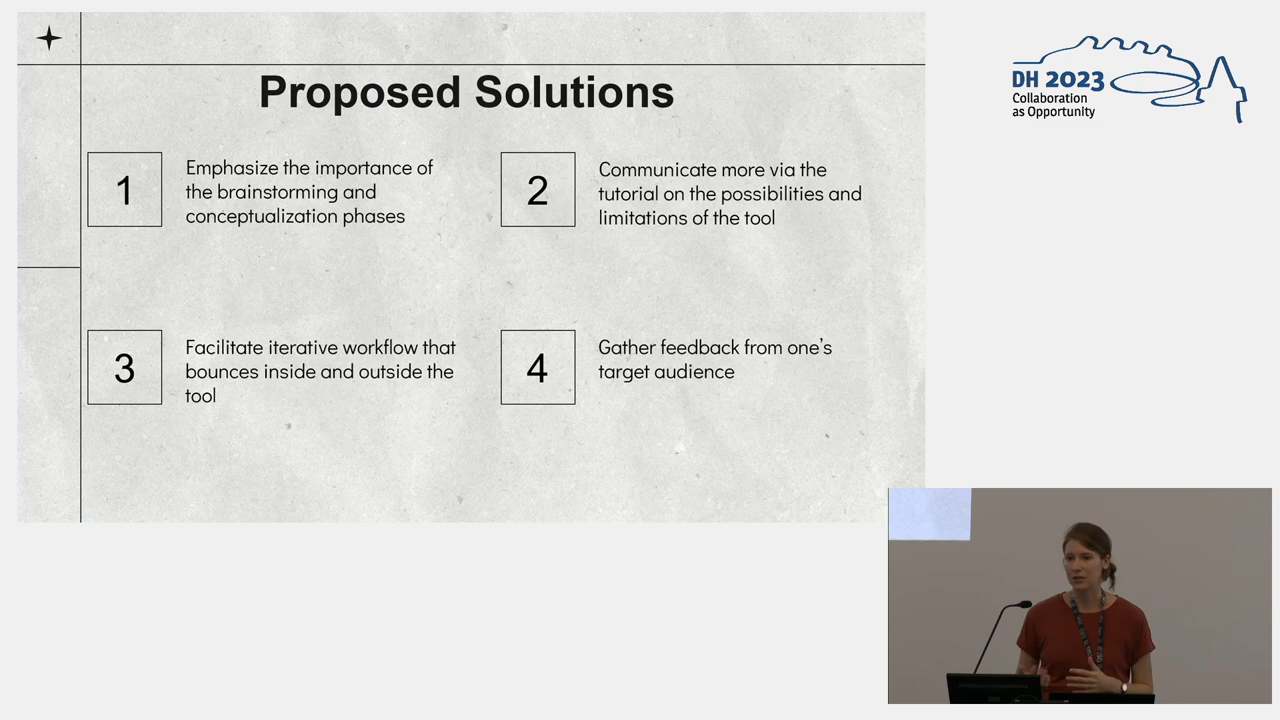 Proposed Solutions
1
Emphasize the importance of
the brainstorming and
conceptualization phases
2
Communicate more via the
tutorial on the possibilities and
limitations of the tool
3
Facilitate iterative workflow that
bounces inside and outside the
tool
4
Gather feedback from one’s
target audience
DH 2023
Collaboration
as Opportunity